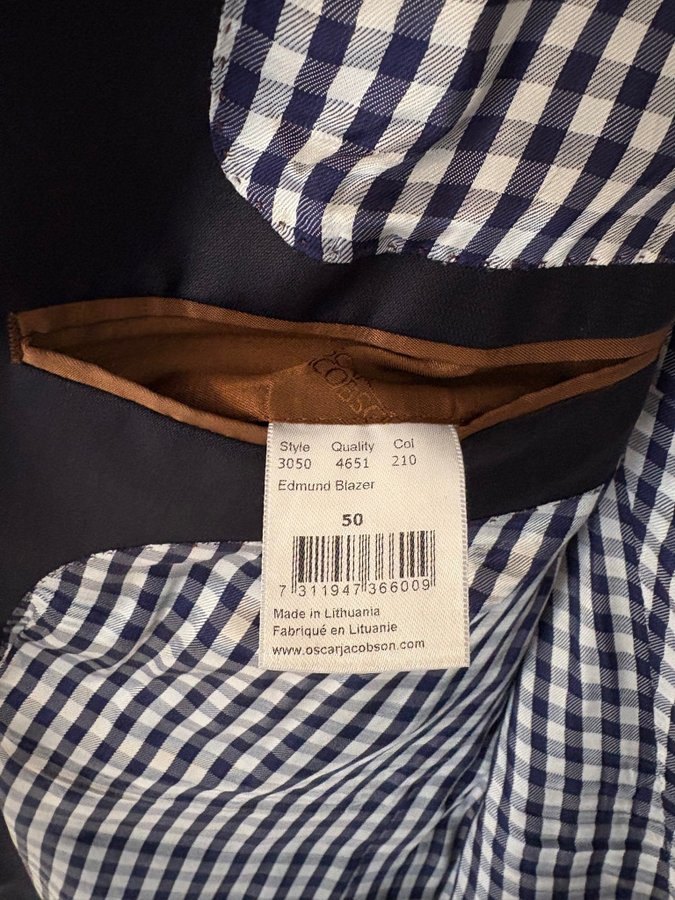 JACOBSON
Style Quality Col
3050 4651 210
Edmund Blazer
50
7 311947 366009
Made in Lithuania
Fabriqué en Lituanie
www.oscarjacobson.com